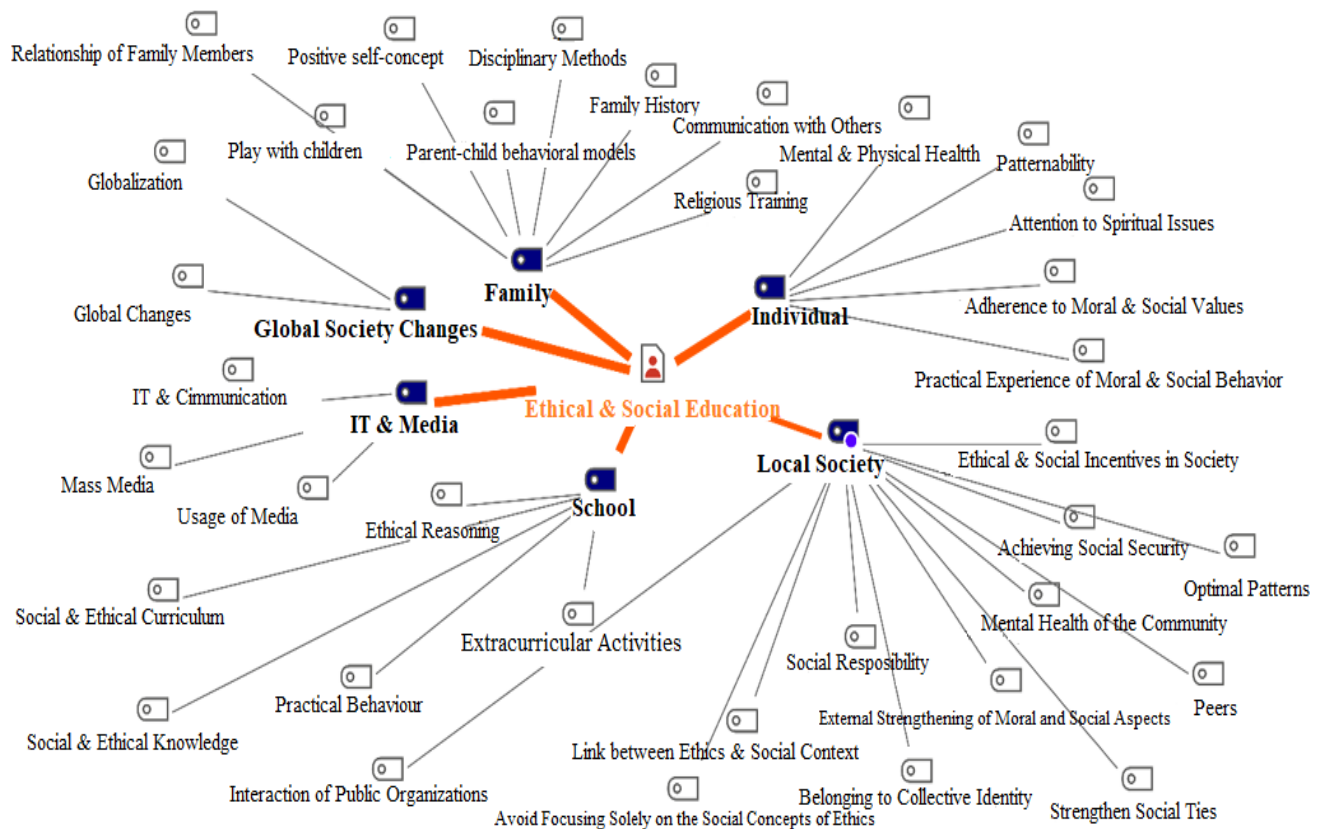 Relationship of Family Members
Positive self-concept
Disciplinary Methods
Family History
Communication with Others
Mental & Physical Healtth
Patternability
Play with children
Parent-child behavioral models
Globalization
Religious Training
Attention to Spiritual Issues
Family
Global Changes
Global Society Changes
Individual
Adherence to Moral & Social Values
IT & Cimmunication
Practical Experience of Moral & Social Behavior
IT & Media
Ethical & Social Education
Local Society
Ethical & Social Incentives in Society
Mass Media
Usage of Media
School
Ethical Reasoning
Achieving Social Security
Optimal Patterns
Social & Ethical Curriculum
Extracurricular Activities
Mental Health of the Community
Social Resposibility
Practical Behaviour
Peers
External Strengthening of Moral and Social Aspects
Social & Ethical Knowledge
Link between Ethics & Social Context
Interaction of Public Organizations
Belonging to Collective Identity
Strengthen Social Ties
Avoid Focusing Solely on the Social Concepts of Ethics